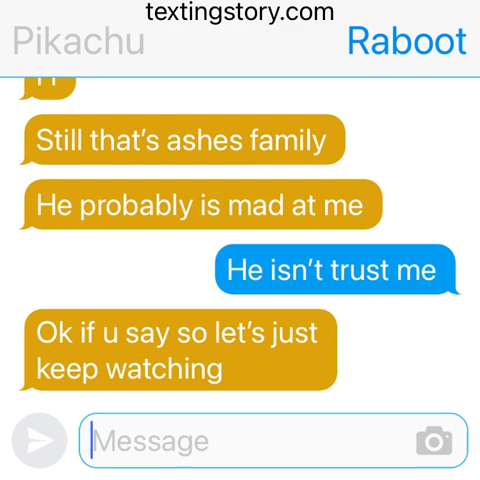 textingstory.com
Pikachu
Raboot
Still that’s ashes family
He probably is mad at me
He isn’t trust me
Ok if u say so let’s just
keep watching
Message